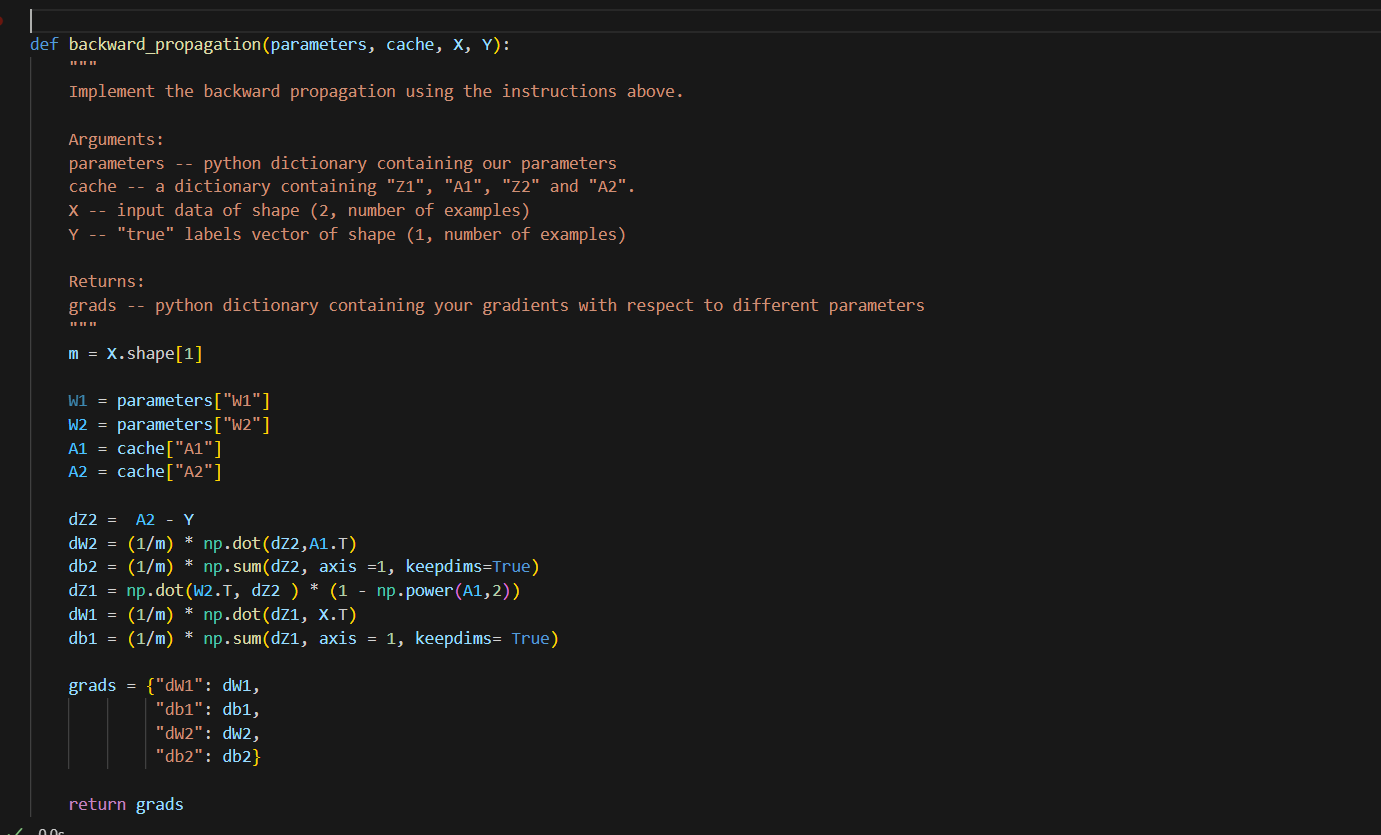 def backward_propagation(parameters, cache, X, Y):
    """
    Implement the backward propagation using the instructions above.

    Arguments:
    parameters -- python dictionary containing our parameters
    cache -- a dictionary containing "Z1", "A1", "Z2" and "A2".
    X -- input data of shape (2, number of examples)
    Y -- "true" labels vector of shape (1, number of examples)

    Returns:
    grads -- python dictionary containing your gradients with respect to different parameters
    """
    m = X.shape[1]

    W1 = parameters["W1"]
    W2 = parameters["W2"]
    A1 = cache["A1"]
    A2 = cache["A2"]

    dZ2 =  A2 - Y
    dW2 = (1/m) * np.dot(dZ2,A1.T)
    db2 = (1/m) * np.sum(dZ2, axis =1, keepdims=True)
    dZ1 = np.dot(W2.T, dZ2 ) * (1 - np.power(A1,2))
    dW1 = (1/m) * np.dot(dZ1, X.T)
    db1 = (1/m) * np.sum(dZ1, axis = 1, keepdims= True)

    grads = {"dW1": dW1,
             "db1": db1,
             "dW2": dW2,
             "db2": db2}

    return grads